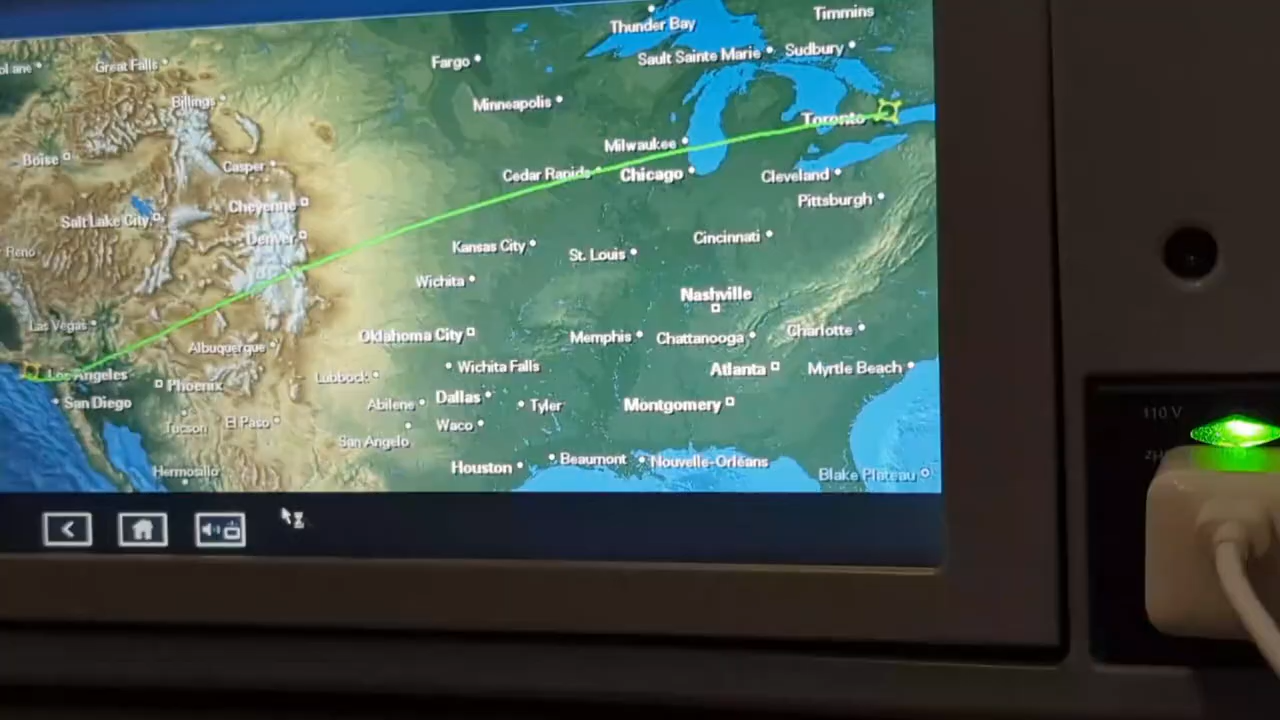 Timmins
Thunder Bay
Sault Sainte Marie
Sudbury
Great Falls
Fargo
Billings
Minneapolis
Toronto
Milwaukee
Boise
Casper
Cedar Rapids
Chicago
Cleveland
Pittsburgh
Cheyenne
Salt Lake City
Denver
Kansas City
St. Louis
Cincinnati
Reno
Wichita
Nashville
Las Vegas
Albuquerque
Oklahoma City
Memphis
Chattanooga
Charlotte
Los Angeles
Phoenix
Lubbock
Wichita Falls
Atlanta
Myrtle Beach
San Diego
Abilene
Dallas
Tyler
Montgomery
Tucson
El Paso
San Angelo
Waco
Hermosillo
Houston
Beaumont
Nouvelle-Orléans
Blake Plateau
110 V